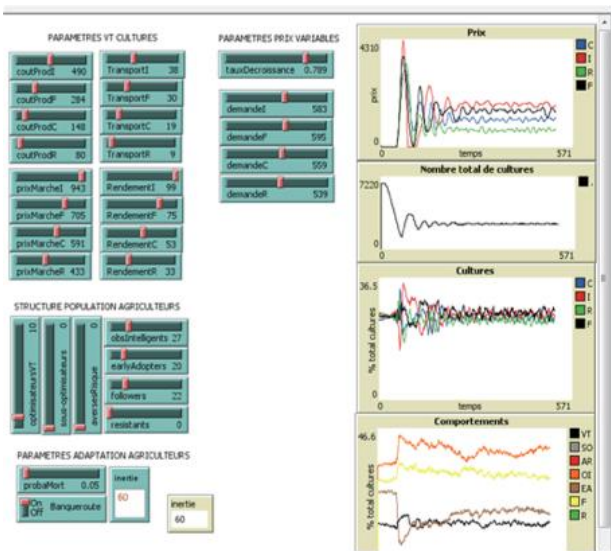 PARAMETRES VT CULTURES
coutProdI 490
TransportI 38
coutProdF 284
TransportF 30
coutProdC 148
TransportC 19
coutProdR 80
TransportR 9
prixMarcheI 943
RendementI 99
prixMarcheF 705
RendementF 75
prixMarcheC 591
RendementC 53
prixMarcheR 433
RendementR 33
PARAMETRES PRIX VARIABLES
tauxDecroissance 0.789
demandeI 583
demandeF 595
demandeC 559
demandeR 539
STRUCTURE POPULATION AGRICULTEURS
optimisateursVT 10
sous-optimisateurs 0
aversesRisque 0
obsIntelligents 27
earlyAdopters 20
followers 22
resistants 0
PARAMETRES ADAPTATION AGRICULTEURS
probaMort 0.05
On
Off
Banqueroute
inertie
60
inertie
60
Prix
4310
prix
0
0
temps
571
C
I
R
F
Nombre total de cultures
7220
0
0
571
.
Cultures
36.5
% total cultures
0
0
temps
571
C
I
R
F
Comportements
46.6
% total cultures
VT
SO
AR
OI
EA
F
R